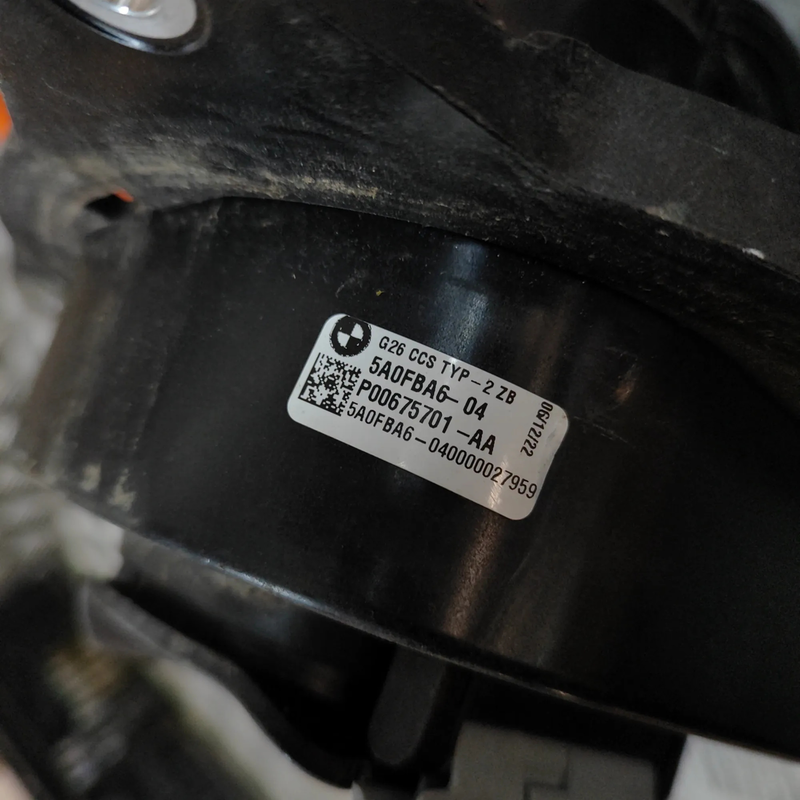 G26 CCS TYP-2 ZB
5A0FBA6-04
P00675701-AA
5A0FBA6-040000027959
06/12/22